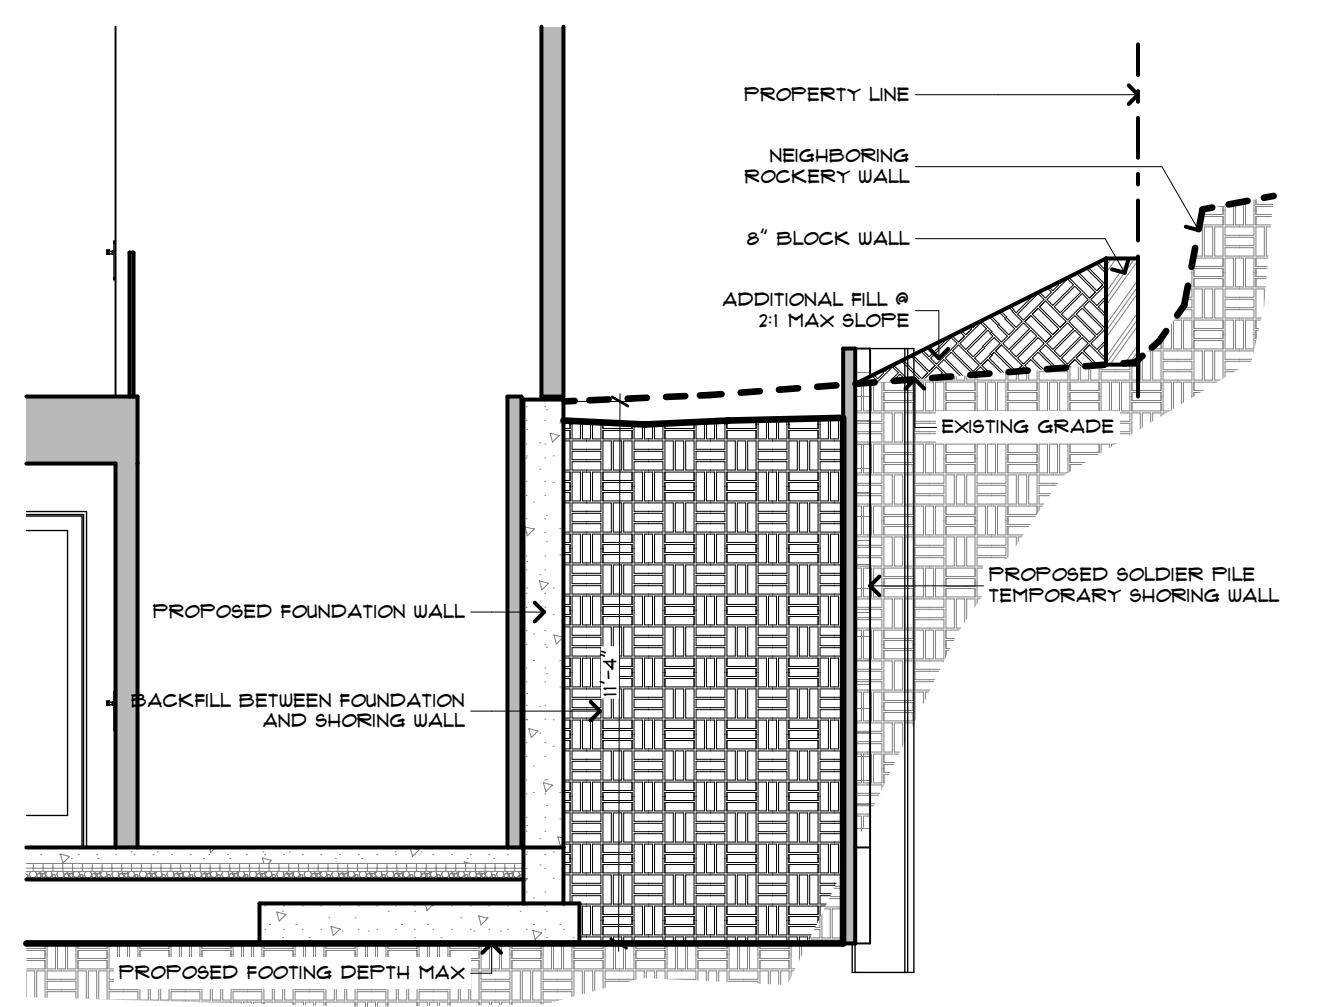 PROPERTY LINE
NEIGHBORING
ROCKERY WALL
8" BLOCK WALL
ADDITIONAL FILL @
2:1 MAX SLOPE
EXISTING GRADE
PROPOSED SOLDIER PILE
TEMPORARY SHORING WALL
PROPOSED FOUNDATION WALL
11'-4"
BACKFILL BETWEEN FOUNDATION
AND SHORING WALL
PROPOSED FOOTING DEPTH MAX